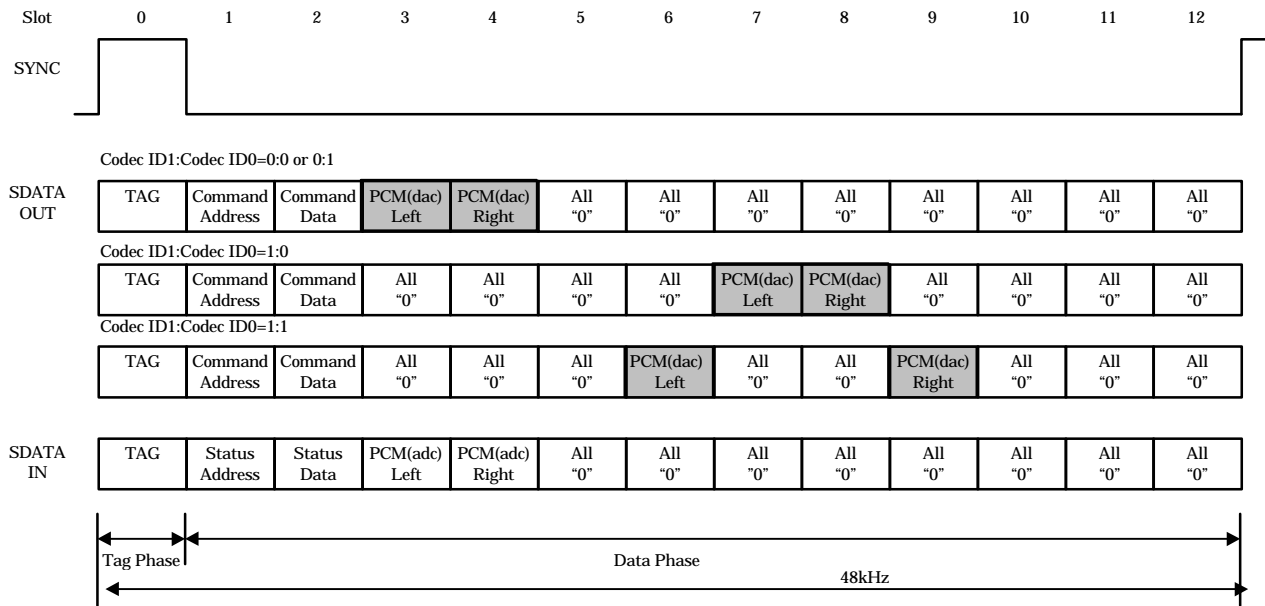 Slot 0 1 2 3 4 5 6 7 8 9 10 11 12
SYNC
Codec ID1:Codec ID0=0:0 or 0:1
SDATA OUT
TAG
Command Address
Command Data
PCM(dac) Left
PCM(dac) Right
All “0”
All “0”
All ”0”
All “0”
All “0”
All “0”
All “0”
All “0”
Codec ID1:Codec ID0=1:0
TAG
Command Address
Command Data
All “0”
All “0”
All “0”
All “0”
PCM(dac) Left
PCM(dac) Right
All “0”
All “0”
All “0”
All “0”
Codec ID1:Codec ID0=1:1
TAG
Command Address
Command Data
All “0”
All “0”
All “0”
PCM(dac) Left
All ”0”
All “0”
PCM(dac) Right
All “0”
All “0”
All “0”
SDATA IN
TAG
Status Address
Status Data
PCM(adc) Left
PCM(adc) Right
All “0”
All “0”
All ”0”
All “0”
All “0”
All “0”
All “0”
All “0”
Tag Phase
Data Phase
48kHz